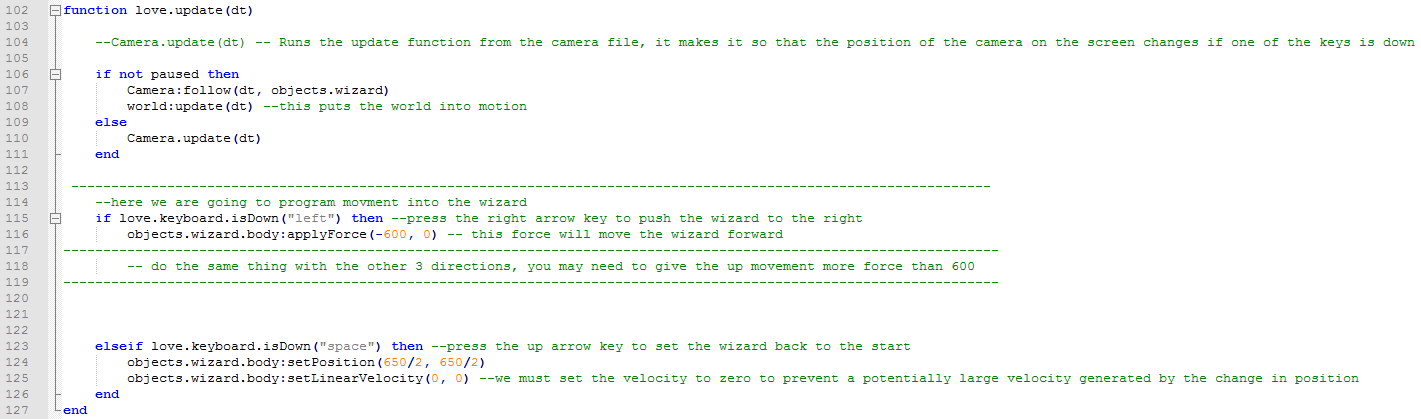 102 function love.update(dt)
103
104 --Camera.update(dt) -- Runs the update function from the camera file, it makes it so that the position of the camera on the screen changes if one of the keys is down
105
106 if not paused then
107 Camera:follow(dt, objects.wizard)
108 world:update(dt) --this puts the world into motion
109 else
110 Camera.update(dt)
111 end
112
113 -------------------------------------------------------------------------------------------------------------------
114 --here we are going to program movment into the wizard
115 if love.keyboard.isDown("left") then --press the right arrow key to push the wizard to the right
116 objects.wizard.body:applyForce(-600, 0) -- this force will move the wizard forward
117 ---------------------------------------------------------------------------------------------------------------------
118 -- do the same thing with the other 3 directions, you may need to give the up movement more force than 600
119 ---------------------------------------------------------------------------------------------------------------------
120
121
122
123 elseif love.keyboard.isDown("space") then --press the up arrow key to set the wizard back to the start
124 objects.wizard.body:setPosition(650/2, 650/2)
125 objects.wizard.body:setLinearVelocity(0, 0) --we must set the velocity to zero to prevent a potentially large velocity generated by the change in position
126 end
127 end